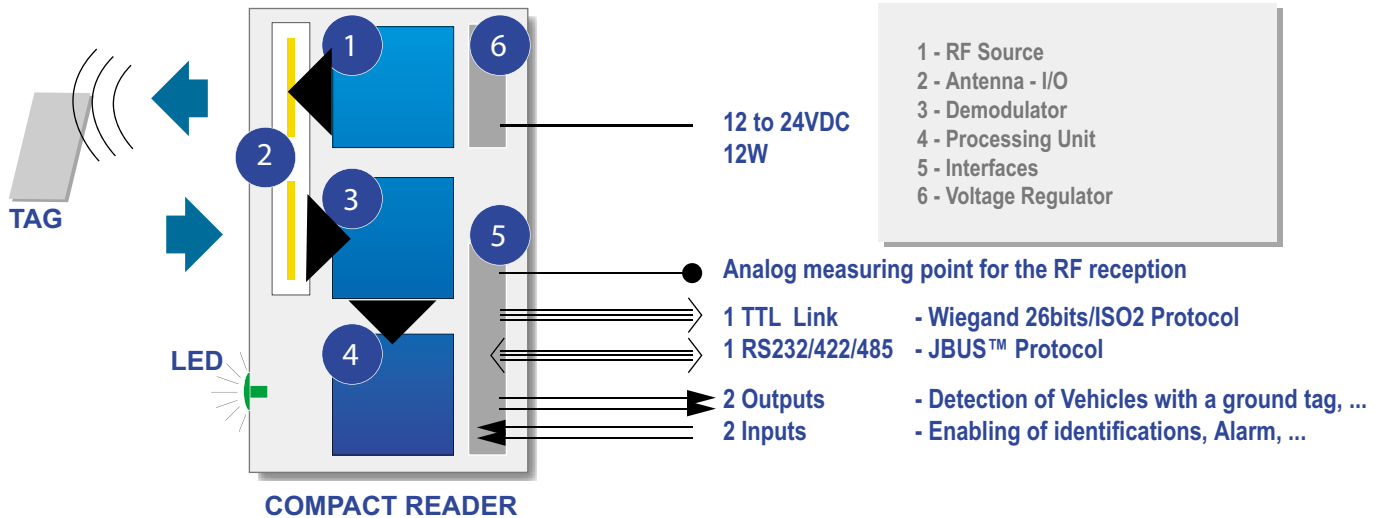 1
6
2
3
5
4
TAG
LED
COMPACT READER
12 to 24VDC
12W
1 - RF Source
2 - Antenna - I/O
3 - Demodulator
4 - Processing Unit
5 - Interfaces
6 - Voltage Regulator
Analog measuring point for the RF reception
1 TTL Link - Wiegand 26bits/ISO2 Protocol
1 RS232/422/485 - JBUS™ Protocol
2 Outputs - Detection of Vehicles with a ground tag, ...
2 Inputs - Enabling of identifications, Alarm, ...